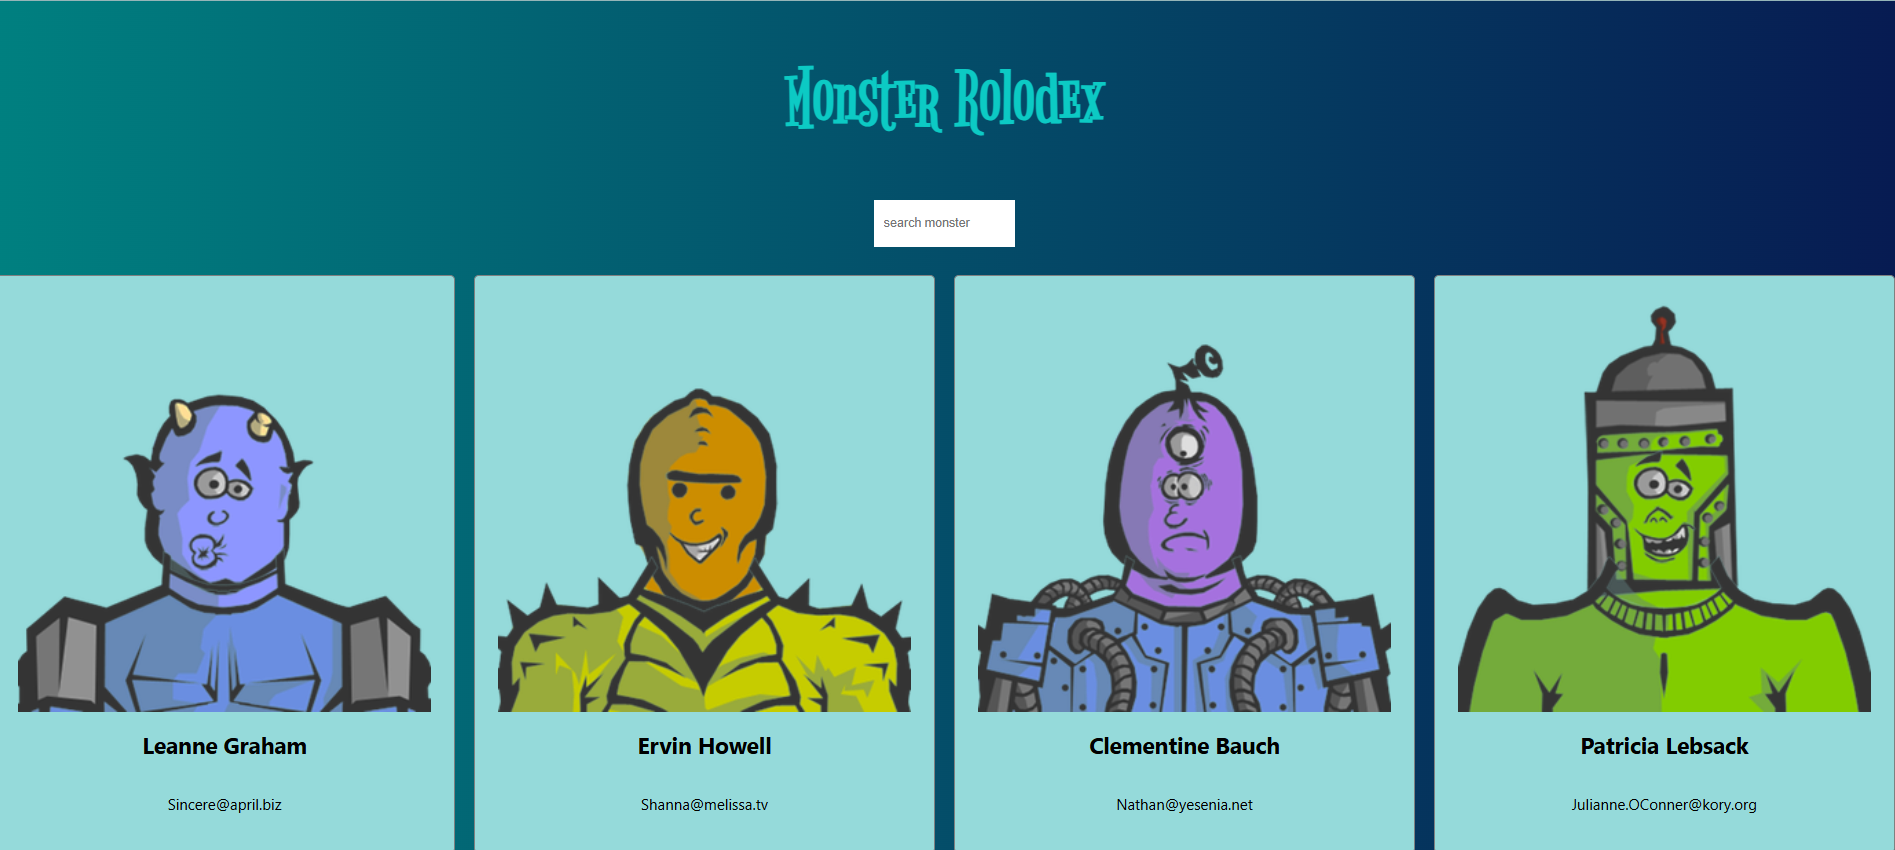 Monster Rolodex
search monster
Leanne Graham
Sincere@april.biz
Ervin Howell
Shanna@melissa.tv
Clementine Bauch
Nathan@yesenia.net
Patricia Lebsack
Julianne.OConner@kory.org